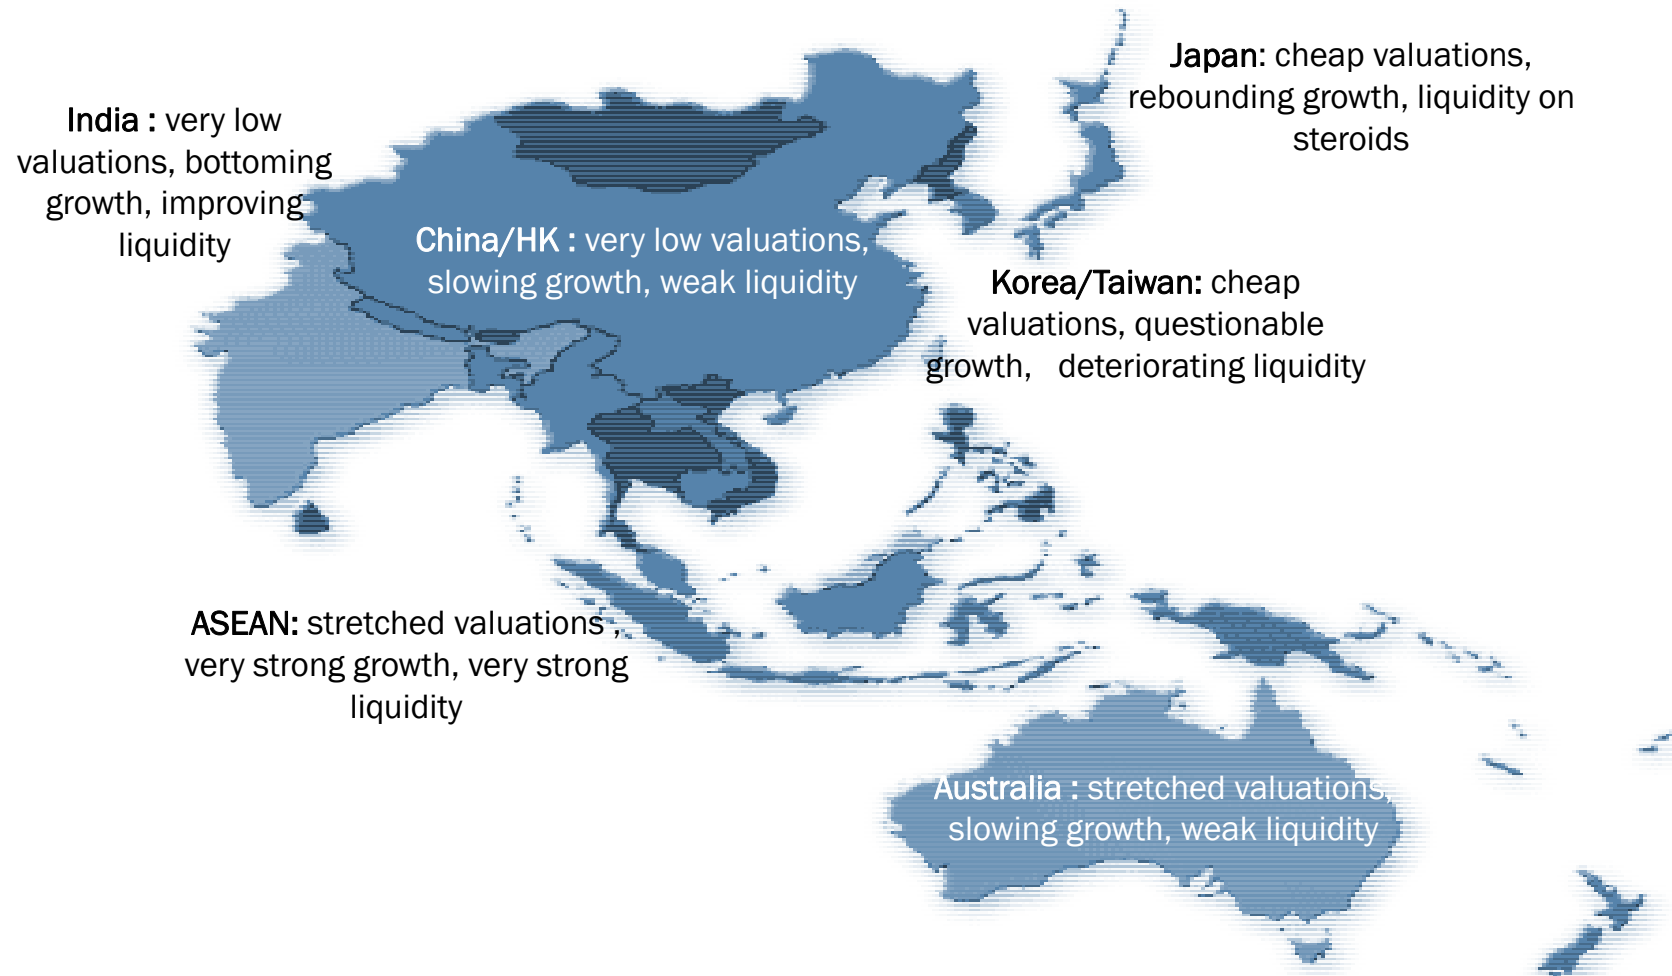 Japan: cheap valuations,
rebounding growth, liquidity on
steroids
India : very low
valuations, bottoming
growth, improving
liquidity
China/HK : very low valuations,
slowing growth, weak liquidity
Korea/Taiwan: cheap
valuations, questionable
growth, deteriorating liquidity
ASEAN: stretched valuations ,
very strong growth, very strong
liquidity
Australia : stretched valuations,
slowing growth, weak liquidity